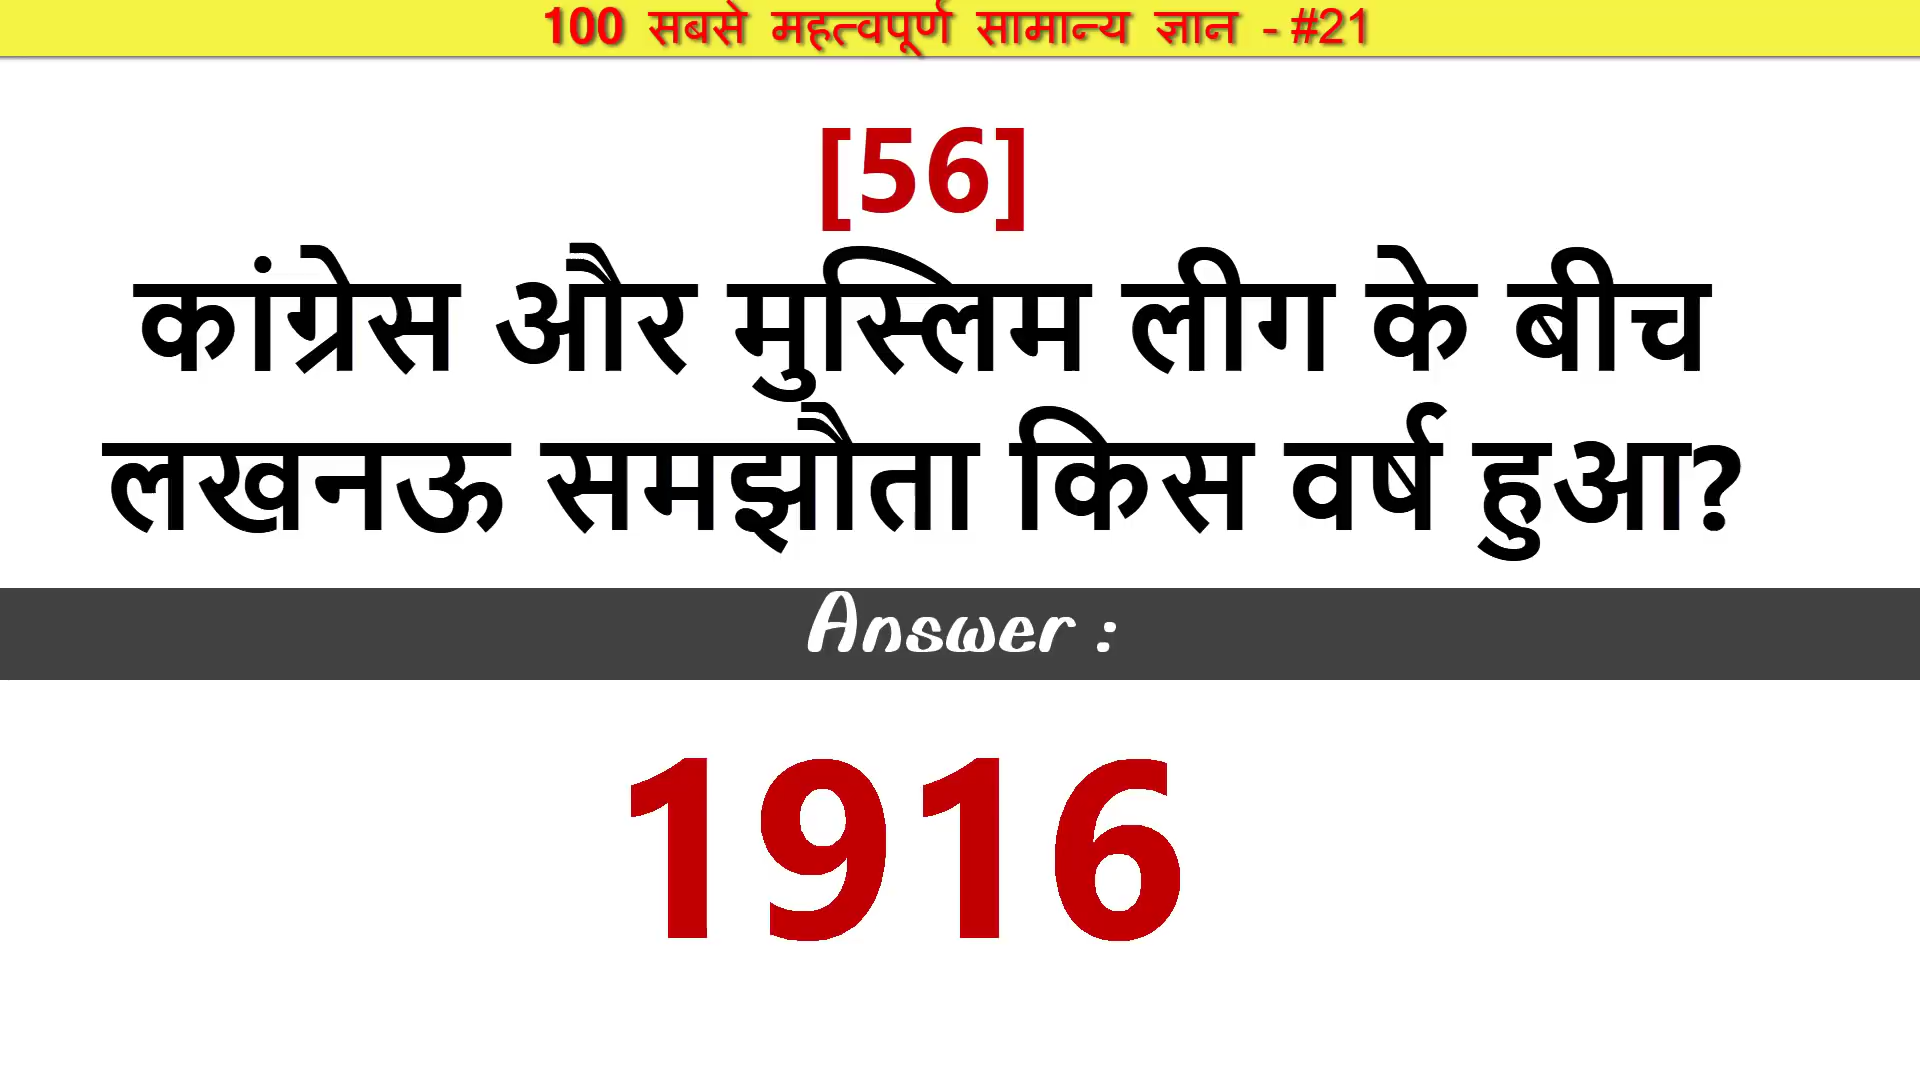 100 सबसे महत्वपूर्ण सामान्य ज्ञान - #21
[56]
कांग्रेस और मुस्लिम लीग के बीच
लखनऊ समझौता किस वर्ष हुआ?
Answer :
1916